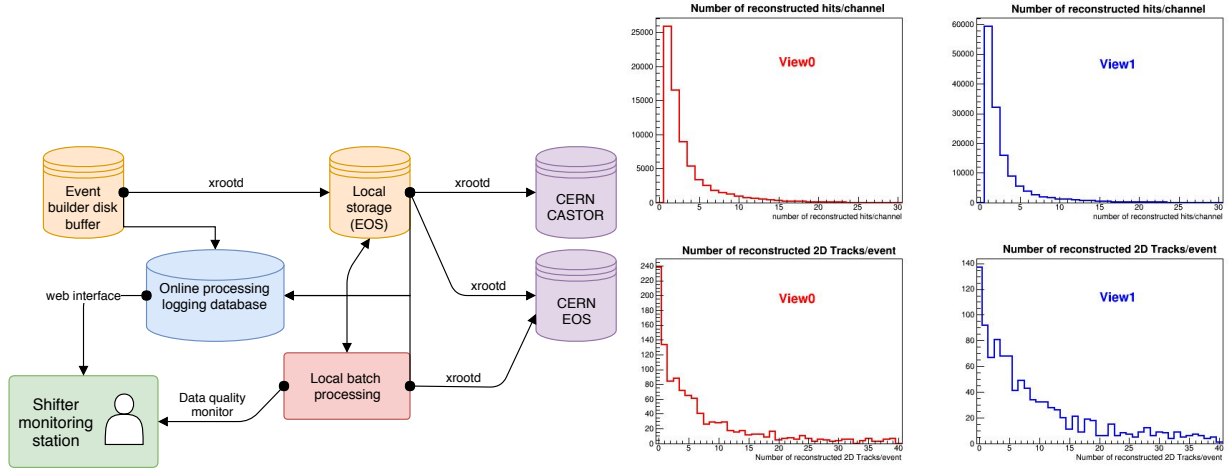 Event
builder disk
buffer
xrootd
Local
storage
(EOS)
xrootd
CERN
CASTOR
web interface
Online processing
logging database
xrootd
CERN
EOS
Shifter
monitoring
station
Data quality
monitor
Local batch
processing
xrootd
Number of reconstructed hits/channel
View0
25000
20000
15000
10000
5000
0
0 5 10 15 20 25 30
number of reconstructed hits/channel
Number of reconstructed hits/channel
View1
60000
50000
40000
30000
20000
10000
0
0 5 10 15 20 25 30
number of reconstructed hits/channel
Number of reconstructed 2D Tracks/event
View0
240
220
200
180
160
140
120
100
80
60
40
20
0
0 5 10 15 20 25 30 35 40
Number of reconstructed 2D Tracks/event
Number of reconstructed 2D Tracks/event
View1
140
120
100
80
60
40
20
0
0 5 10 15 20 25 30 35 40
Number of reconstructed 2D Tracks/event